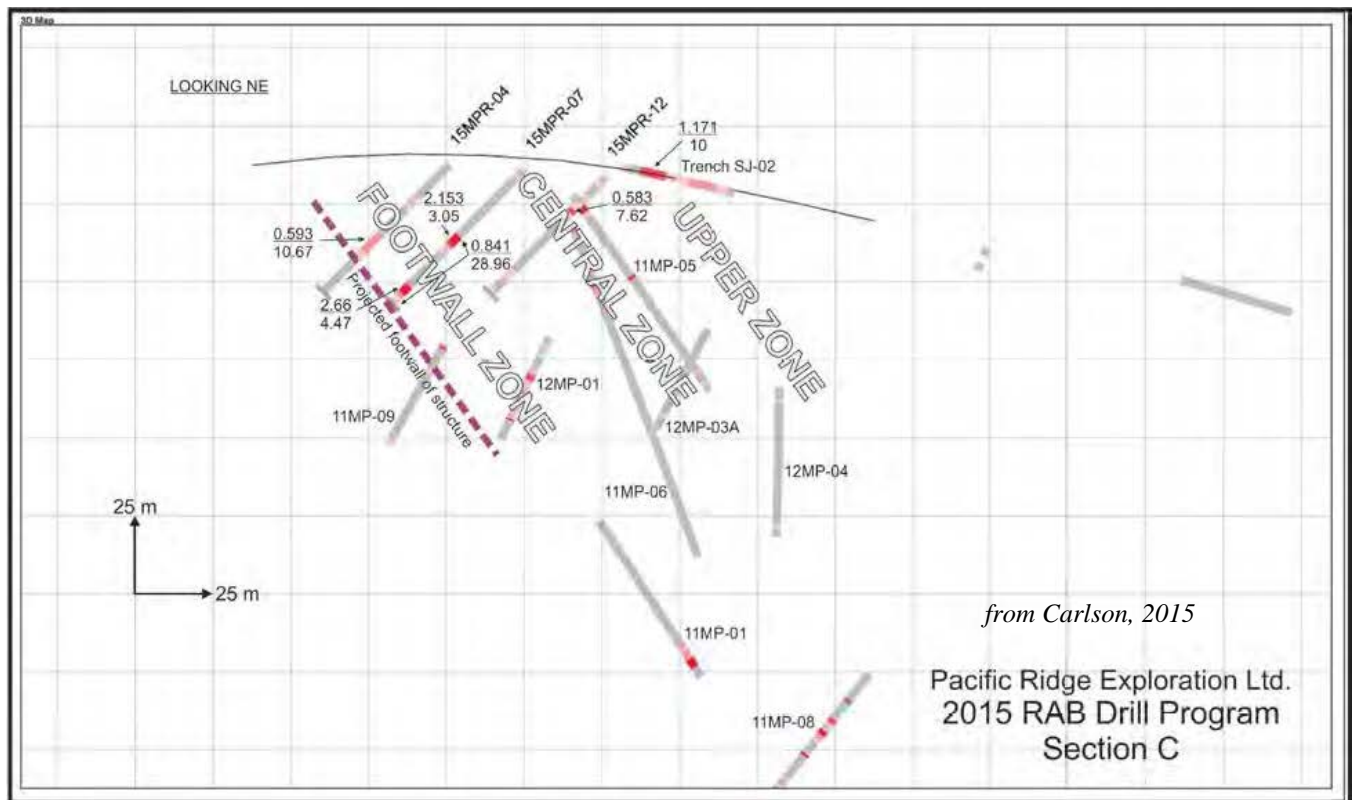 3D Map
LOOKING NE
15MPR-04
15MPR-07
15MPR-12
1.171
10
Trench SJ-02
FOOTWALL ZONE
CENTRAL ZONE
UPPER ZONE
2.153
3.05
0.583
7.62
0.593
10.67
0.841
28.96
11MP-05
2.66
4.47
Projected footwall of structure
12MP-01
11MP-09
12MP-03A
12MP-04
11MP-06
25 m
25 m
11MP-01
from Carlson, 2015
Pacific Ridge Exploration Ltd.
2015 RAB Drill Program
Section C
11MP-08